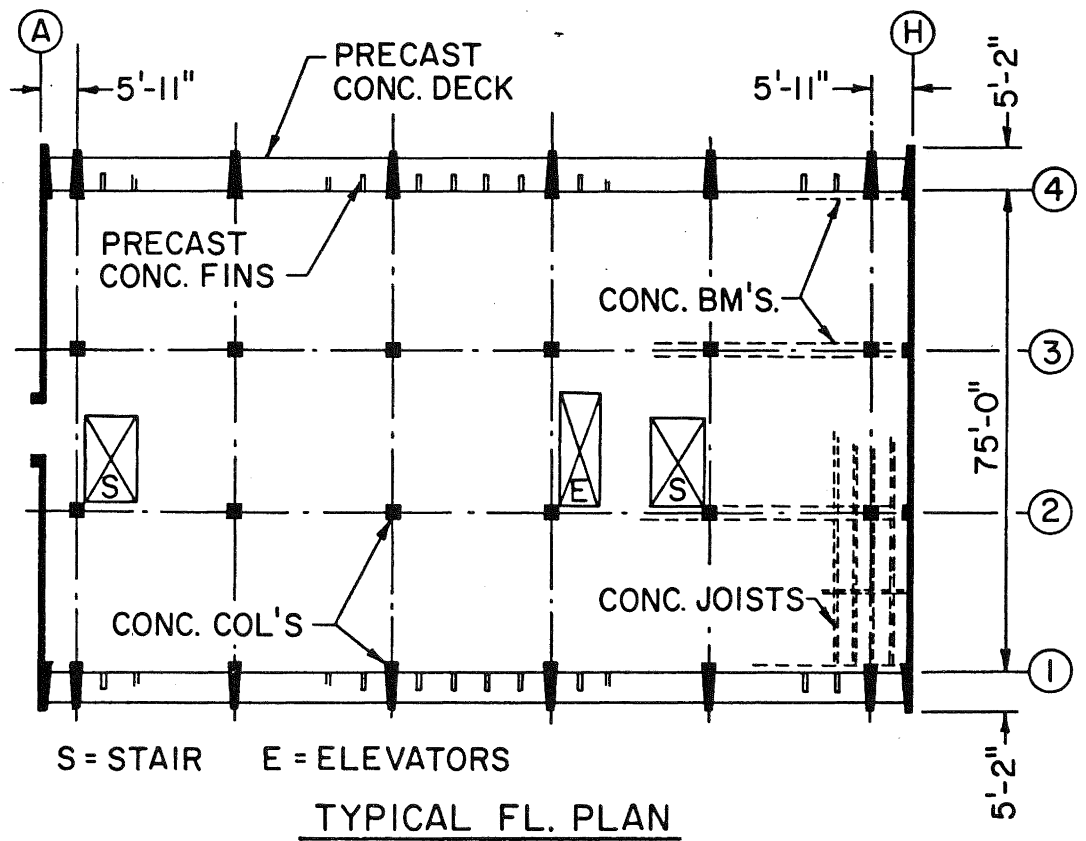 A
H
PRECAST
CONC. DECK
5'-11"
5'-11"
5'-2"
4
PRECAST
CONC. FINS
CONC. BM'S.
3
75'-0"
S
E
S
2
CONC. COL'S
CONC. JOISTS
1
S = STAIR E = ELEVATORS
5'-2"
TYPICAL FL. PLAN